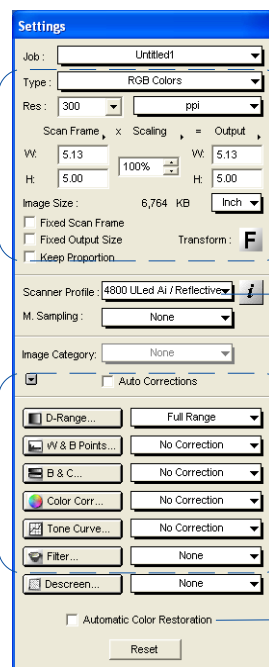 Settings
Job : Untitled1
Type : RGB Colors
Res : 300 ppi
Scan Frame x Scaling = Output
W: 5.13 100% W: 5.13
H: 5.00 H: 5.00
Image Size : 6,764 KB Inch
Fixed Scan Frame
Fixed Output Size Transform : F
Keep Proportion
Scanner Profile : 4800 ULed Ai / Reflective i
M. Sampling : None
Image Category: None
Auto Corrections
D-Range... Full Range
W & B Points... No Correction
B & C... No Correction
Color Corr... No Correction
Tone Curve... No Correction
Filter... None
Descreen... None
Automatic Color Restoration
Reset